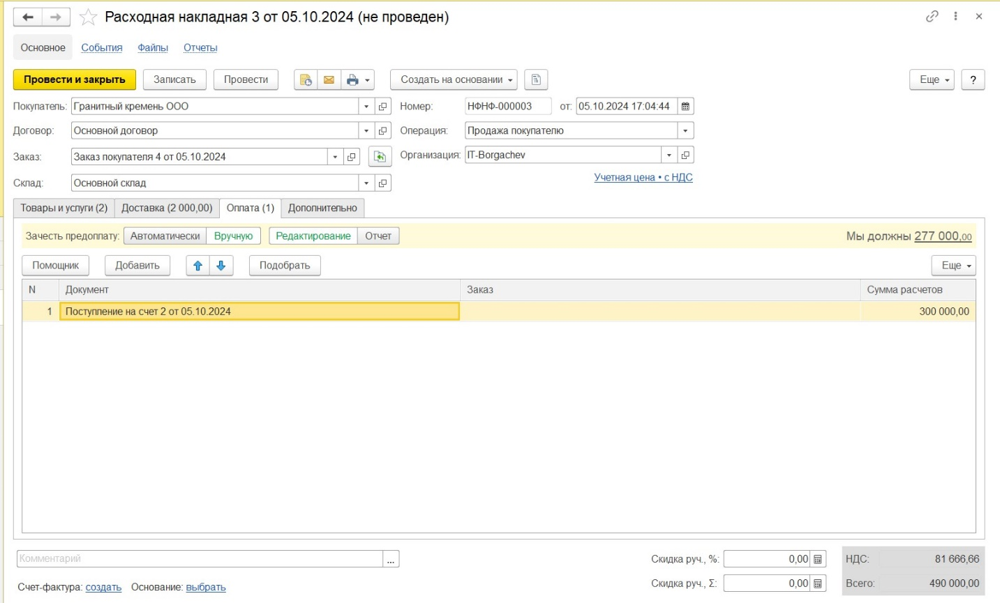 Расходная накладная 3 от 05.10.2024 (не проведен)
Основное События Файлы Отчеты
Провести и закрыть Записать Провести Создать на основании Еще ?
Покупатель: Гранитный кремень ООО Номер: НФНФ-000003 от: 05.10.2024 17:04:44
Договор: Основной договор Операция: Продажа покупателю
Заказ: Заказ покупателя 4 от 05.10.2024 Организация: IT-Borgachev
Склад: Основной склад Учетная цена • с НДС
Товары и услуги (2) Доставка (2 000,00) Оплата (1) Дополнительно
Зачесть предоплату: Автоматически Вручную Редактирование Отчет Мы должны 277 000,00
Помощник Добавить Подобрать Еще
N Документ Заказ Сумма расчетов
1 Поступление на счет 2 от 05.10.2024 300 000,00
Комментарий ... Скидка руч., %: 0,00 НДС: 81 666,66
Счет-фактура: создать Основание: выбрать Скидка руч., Σ: 0,00 Всего: 490 000,00